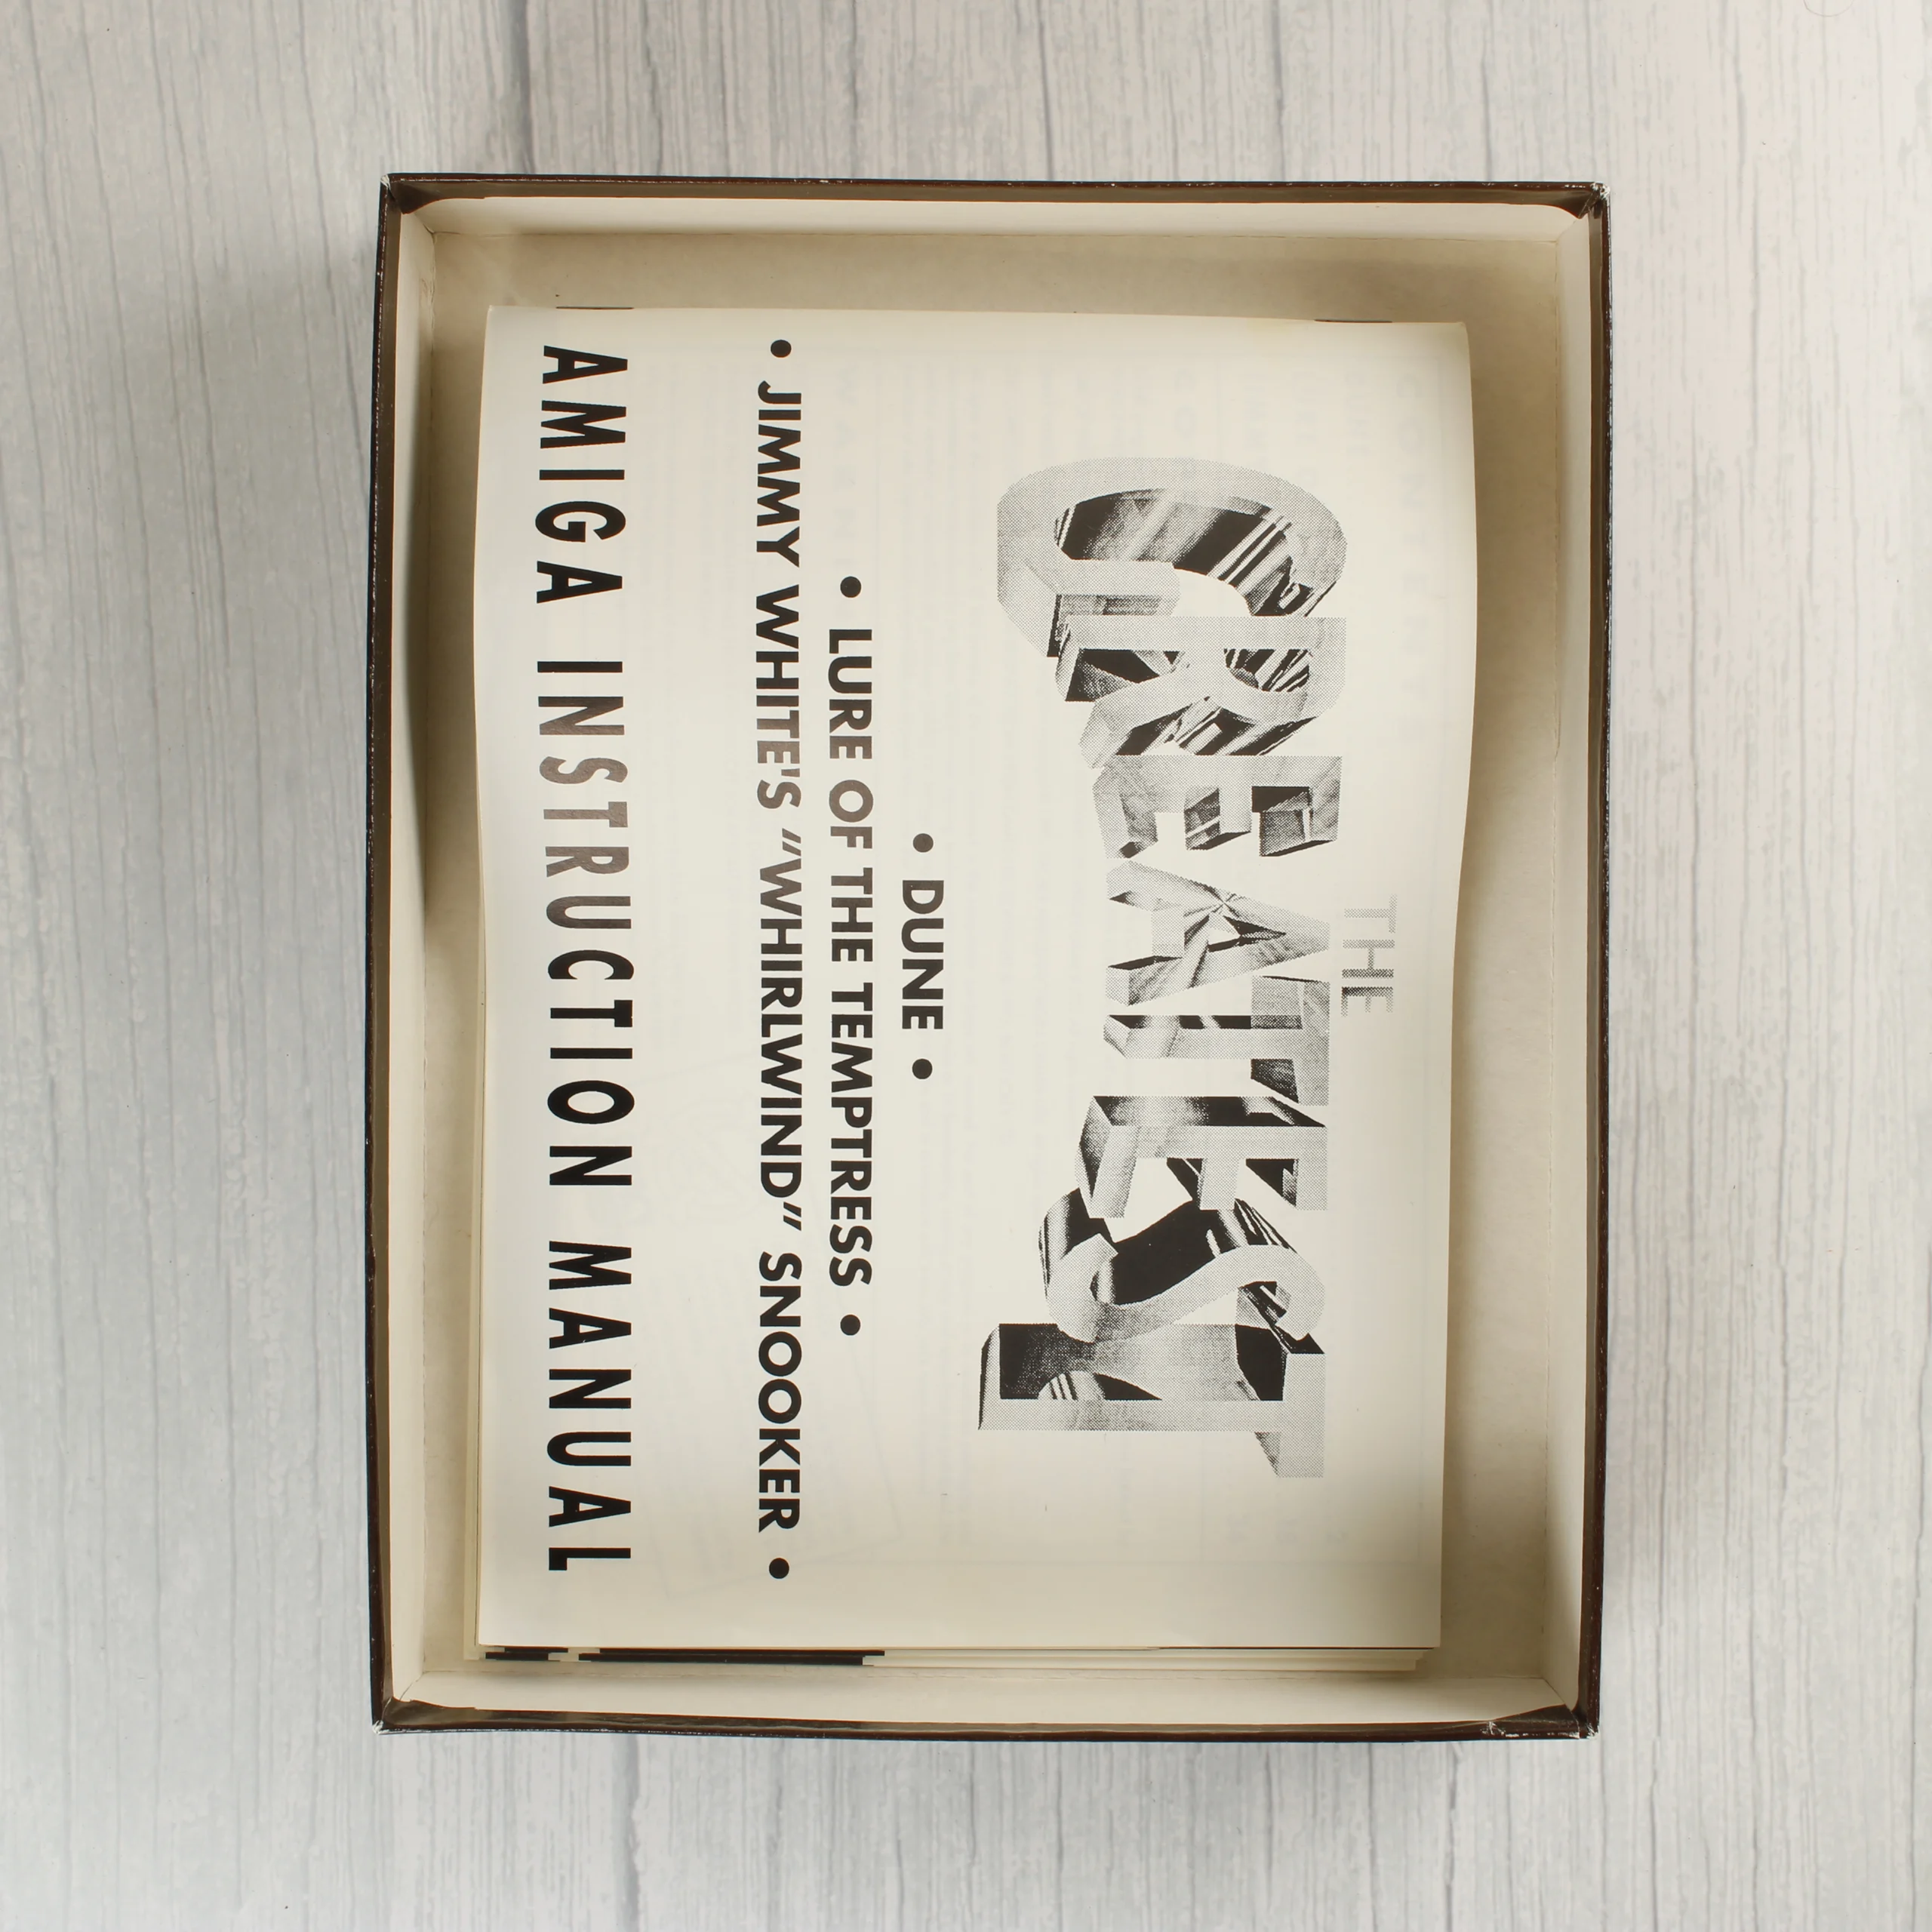 THE
GREATEST
• DUNE •
• LURE OF THE TEMPTRESS •
• JIMMY WHITE'S "WHIRLWIND" SNOOKER •
AMIGA INSTRUCTION MANUAL